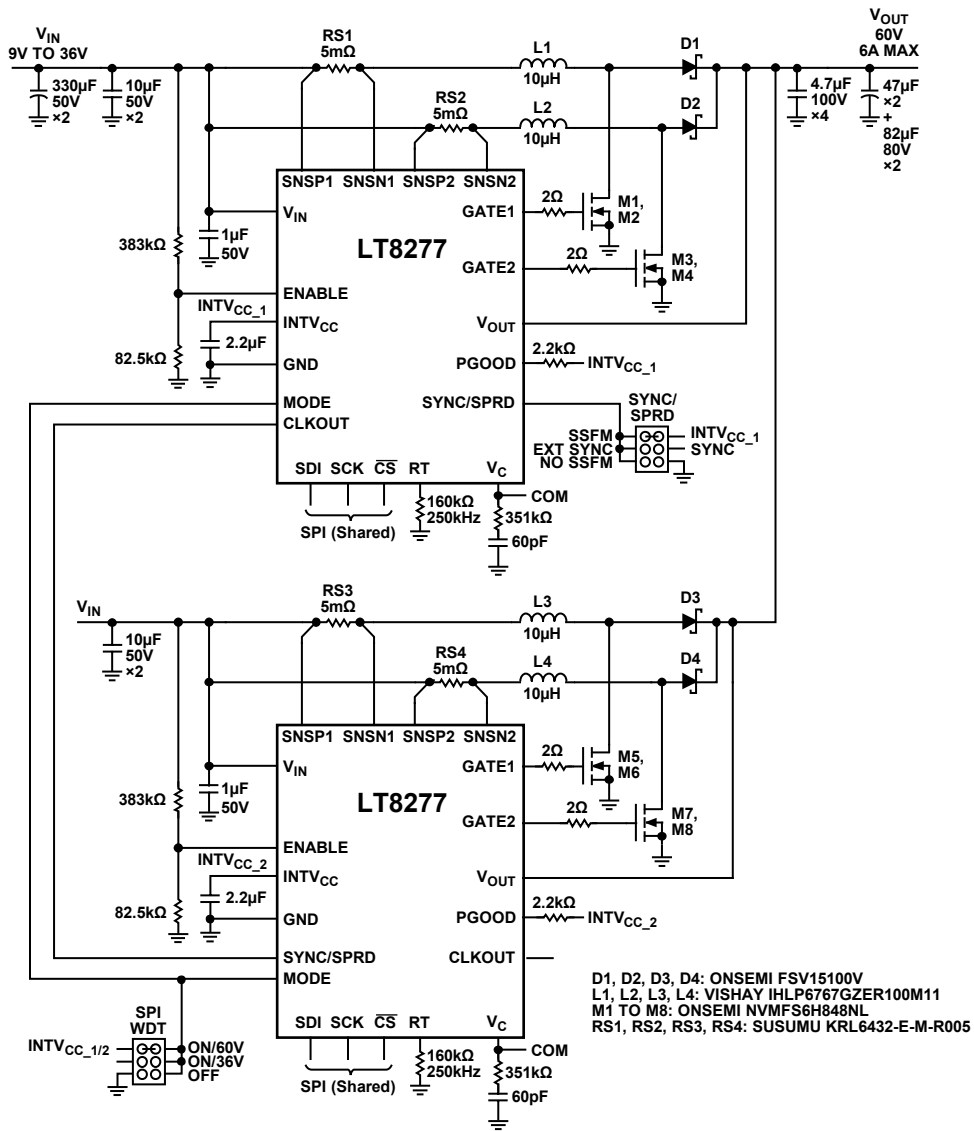 VIN
9V TO 36V
330µF
50V
×2
10µF
50V
×2
RS1
5mΩ
L1
10µH
D1
VOUT
60V
6A MAX
4.7µF
100V
×4
47µF
×2
+
82µF
80V
×2
RS2
5mΩ
L2
10µH
D2
SNSP1 SNSN1 SNSP2 SNSN2
VIN
GATE1
2Ω
M1,
M2
LT8277
1µF
50V
383kΩ
GATE2
2Ω
M3,
M4
ENABLE
INTVCC_1
INTVCC
VOUT
2.2µF
82.5kΩ
GND
PGOOD
2.2kΩ
INTVCC_1
MODE
SYNC/SPRD
CLKOUT
SYNC/
SPRD
SSFM
INTVCC_1
EXT SYNC
SYNC
NO SSFM
SDI SCK CS RT VC
COM
160kΩ
250kHz
351kΩ
60pF
SPI (Shared)
VIN
10µF
50V
×2
RS3
5mΩ
L3
10µH
D3
RS4
5mΩ
L4
10µH
D4
SNSP1 SNSN1 SNSP2 SNSN2
VIN
GATE1
2Ω
M5,
M6
LT8277
1µF
50V
383kΩ
GATE2
2Ω
M7,
M8
ENABLE
INTVCC_2
INTVCC
VOUT
2.2µF
82.5kΩ
GND
PGOOD
2.2kΩ
INTVCC_2
SYNC/SPRD
CLKOUT
MODE
SPI
WDT
INTVCC_1/2
ON/60V
ON/36V
OFF
SDI SCK CS RT VC
COM
160kΩ
250kHz
351kΩ
60pF
SPI (Shared)
D1, D2, D3, D4: ONSEMI FSV15100V
L1, L2, L3, L4: VISHAY IHLP6767GZER100M11
M1 TO M8: ONSEMI NVMFS6H848NL
RS1, RS2, RS3, RS4: SUSUMU KRL6432-E-M-R005